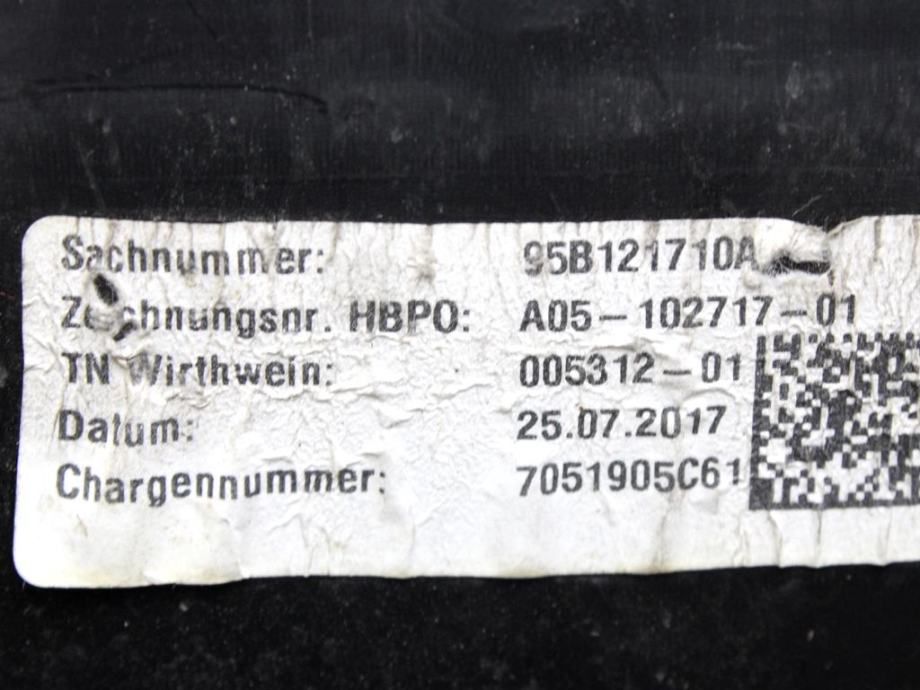 Sachnummer: 95B121710A
Zeichnungsnr. HBPO: A05-102717-01
TN Wirthwein: 005312-01
Datum: 25.07.2017
Chargennummer: 7051905C61